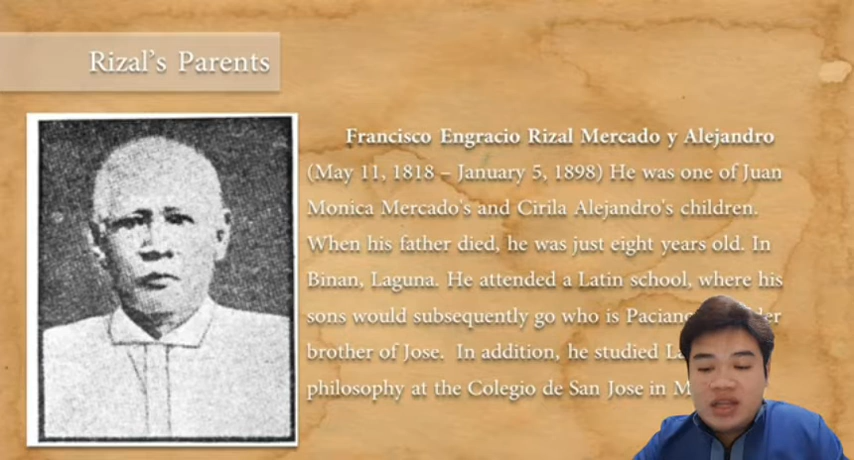 Rizal's Parents
Francisco Engracio Rizal Mercado y Alejandro
(May 11, 1818 – January 5, 1898) He was one of Juan
Monica Mercado's and Cirila Alejandro's children.
When his father died, he was just eight years old. In
Binan, Laguna. He attended a Latin school, where his
sons would subsequently go who is
brother of Jose. In addition, he studied
philosophy at the Colegio de San Jose in